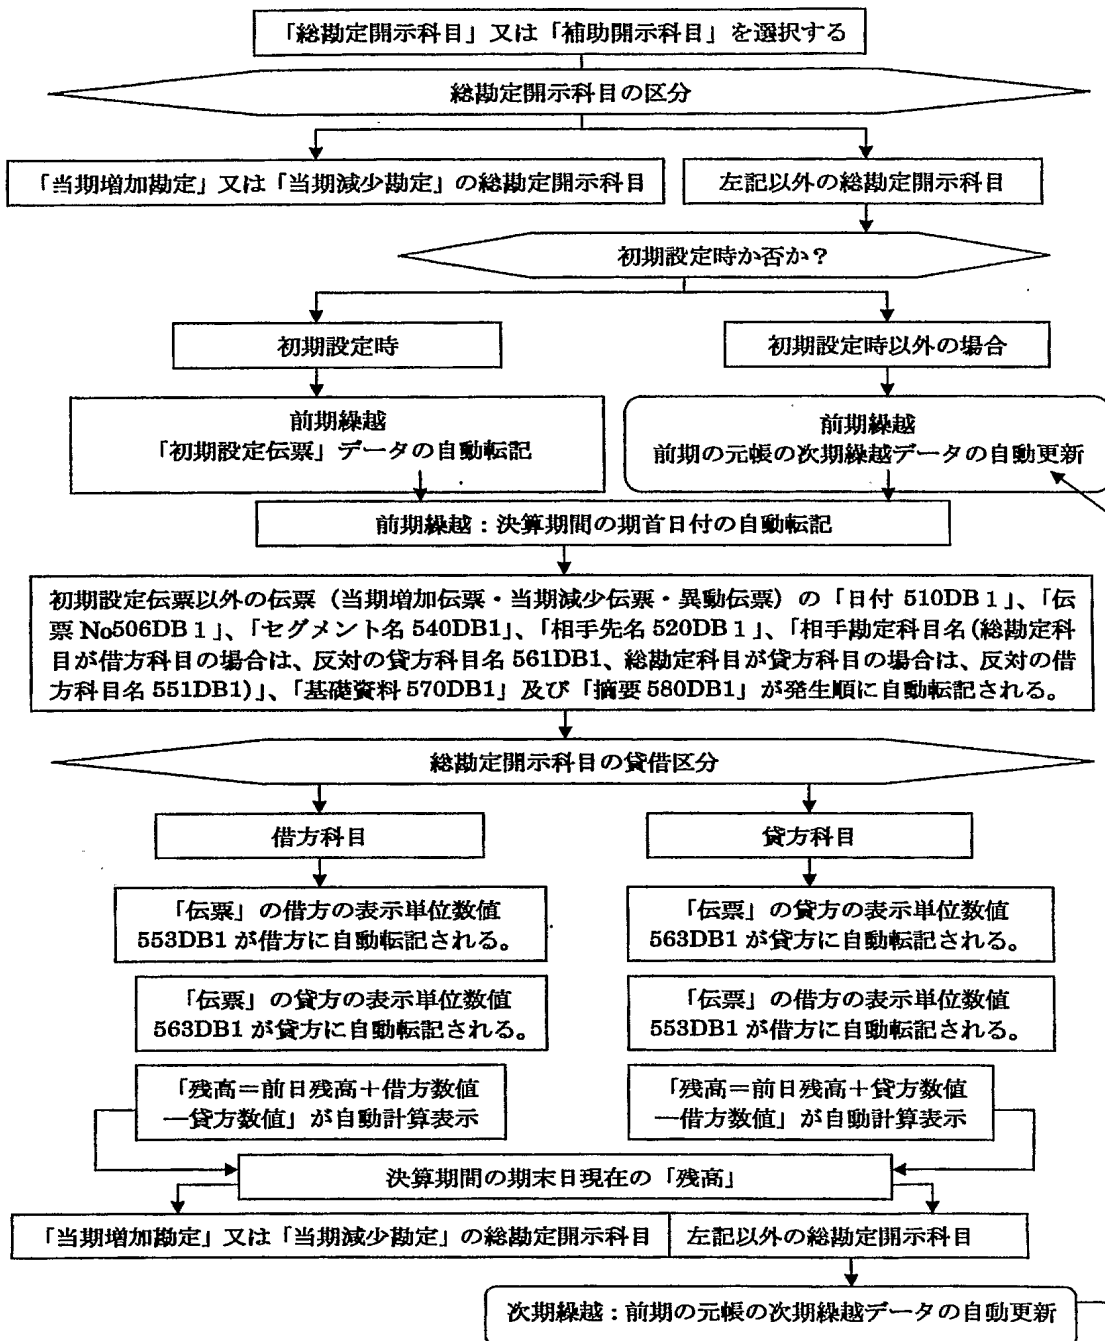 「総勘定開示科目」又は「補助開示科目」を選択する
総勘定開示科目の区分
「当期増加勘定」又は「当期減少勘定」の総勘定開示科目
左記以外の総勘定開示科目
初期設定時か否か？
初期設定時
初期設定時以外の場合
前期繰越
「初期設定伝票」データの自動転記
前期繰越
前期の元帳の次期繰越データの自動更新
前期繰越：決算期間の期首日付の自動転記
初期設定伝票以外の伝票（当期増加伝票・当期減少伝票・異動伝票）の「日付 510DB１」、「伝
票 No506DB１」、「セグメント名 540DB1」、「相手先名 520DB１」、「相手勘定科目名(総勘定科
目が借方科目の場合は、反対の貸方科目名 561DB1、総勘定科目が貸方科目の場合は、反対の借
方科目名 551DB1)」、「基礎資料 570DB1」及び「摘要 580DB1」が発生順に自動転記される。
総勘定開示科目の貸借区分
借方科目
貸方科目
「伝票」の借方の表示単位数値
553DB1 が借方に自動転記される。
「伝票」の貸方の表示単位数値
563DB1 が貸方に自動転記される。
「伝票」の貸方の表示単位数値
563DB1 が貸方に自動転記される。
「伝票」の借方の表示単位数値
553DB1 が借方に自動転記される。
「残高＝前日残高＋借方数値
―貸方数値」が自動計算表示
「残高＝前日残高＋貸方数値
―借方数値」が自動計算表示
決算期間の期末日現在の「残高」
「当期増加勘定」又は「当期減少勘定」の総勘定開示科目
左記以外の総勘定開示科目
次期繰越：前期の元帳の次期繰越データの自動更新